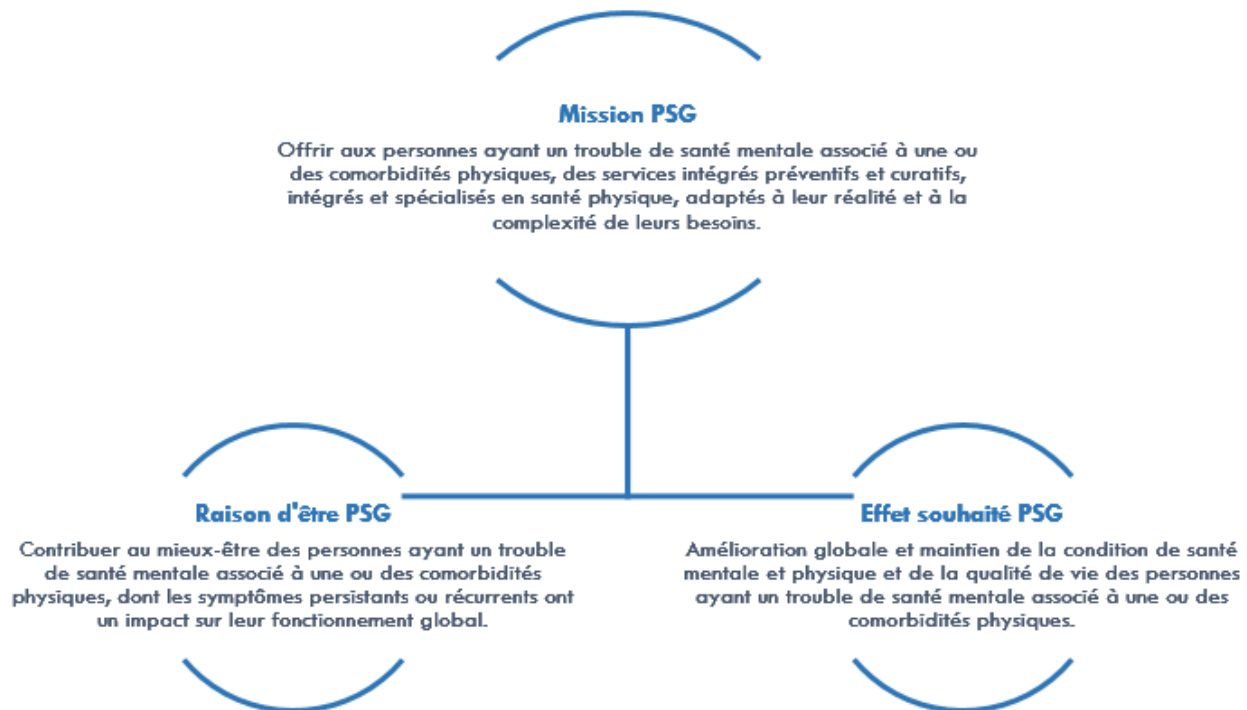 Mission PSG
Offrir aux personnes ayant un trouble de santé mentale associé à une ou
des comorbidités physiques, des services intégrés préventifs et curatifs,
intégrés et spécialisés en santé physique, adaptés à leur réalité et à la
complexité de leurs besoins.
Raison d'être PSG
Contribuer au mieux-être des personnes ayant un trouble
de santé mentale associé à une ou des comorbidités
physiques, dont les symptômes persistants ou récurrents ont
un impact sur leur fonctionnement global.
Effet souhaité PSG
Amélioration globale et maintien de la condition de santé
mentale et physique et de la qualité de vie des personnes
ayant un trouble de santé mentale associé à une ou des
comorbidités physiques.